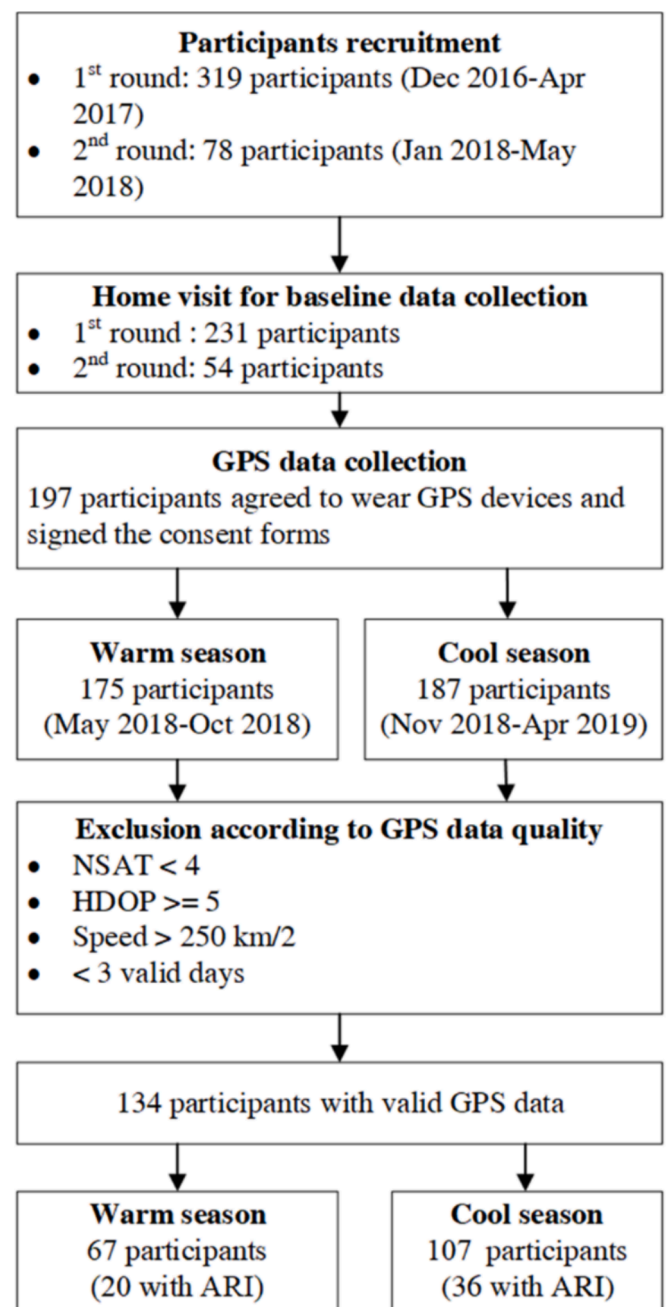 Participants recruitment
• 1st round: 319 participants (Dec 2016-Apr
2017)
• 2nd round: 78 participants (Jan 2018-May
2018)
Home visit for baseline data collection
• 1st round : 231 participants
• 2nd round: 54 participants
GPS data collection
197 participants agreed to wear GPS devices and
signed the consent forms
Warm season
175 participants
(May 2018-Oct 2018)
Cool season
187 participants
(Nov 2018-Apr 2019)
Exclusion according to GPS data quality
• NSAT < 4
• HDOP >= 5
• Speed > 250 km/2
• < 3 valid days
134 participants with valid GPS data
Warm season
67 participants
(20 with ARI)
Cool season
107 participants
(36 with ARI)